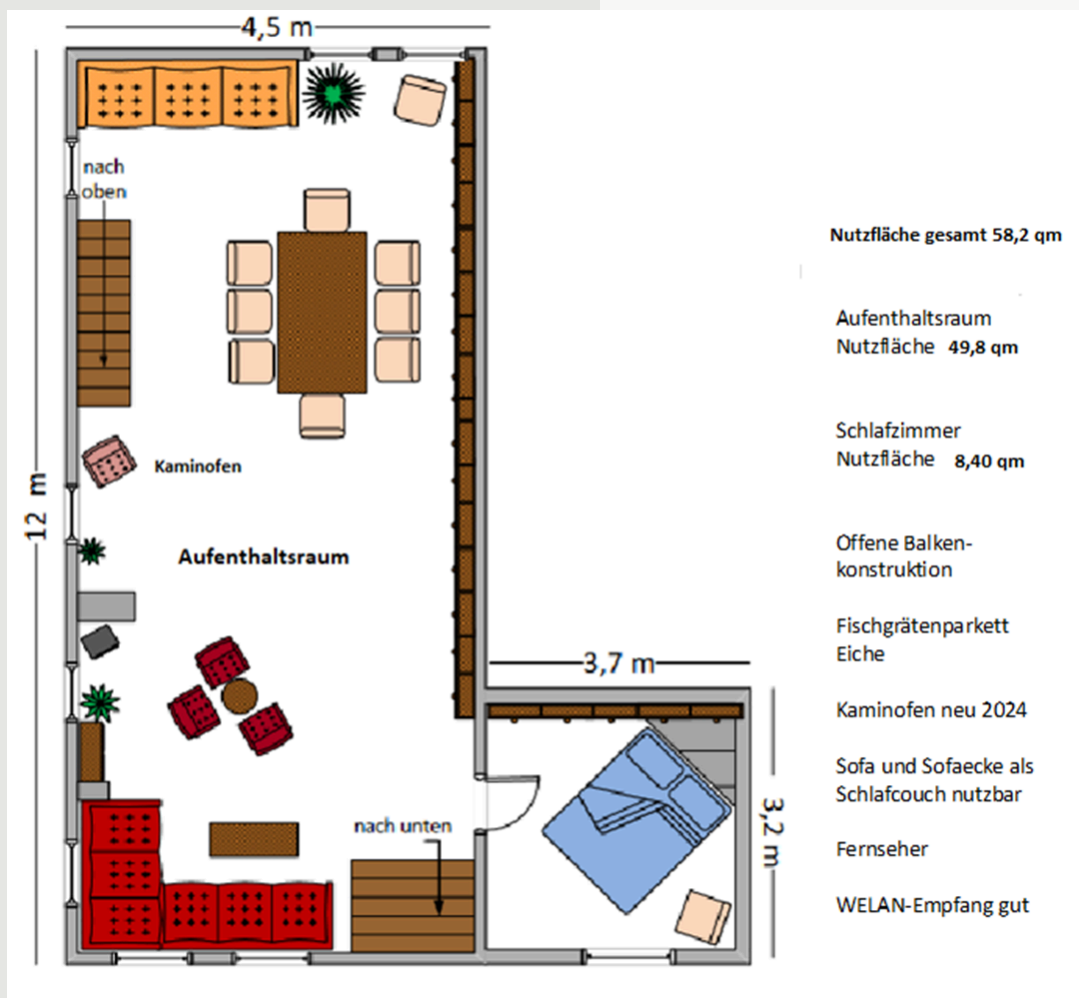 4,5 m
nach
oben
12 m
Kaminofen
Aufenthaltsraum
nach unten
3,7 m
3,2 m
Nutzfläche gesamt 58,2 qm
Aufenthaltsraum
Nutzfläche 49,8 qm
Schlafzimmer
Nutzfläche 8,40 qm
Offene Balken-
konstruktion
Fischgrätenparkett
Eiche
Kaminofen neu 2024
Sofa und Sofaecke als
Schlafcouch nutzbar
Fernseher
WELAN-Empfang gut